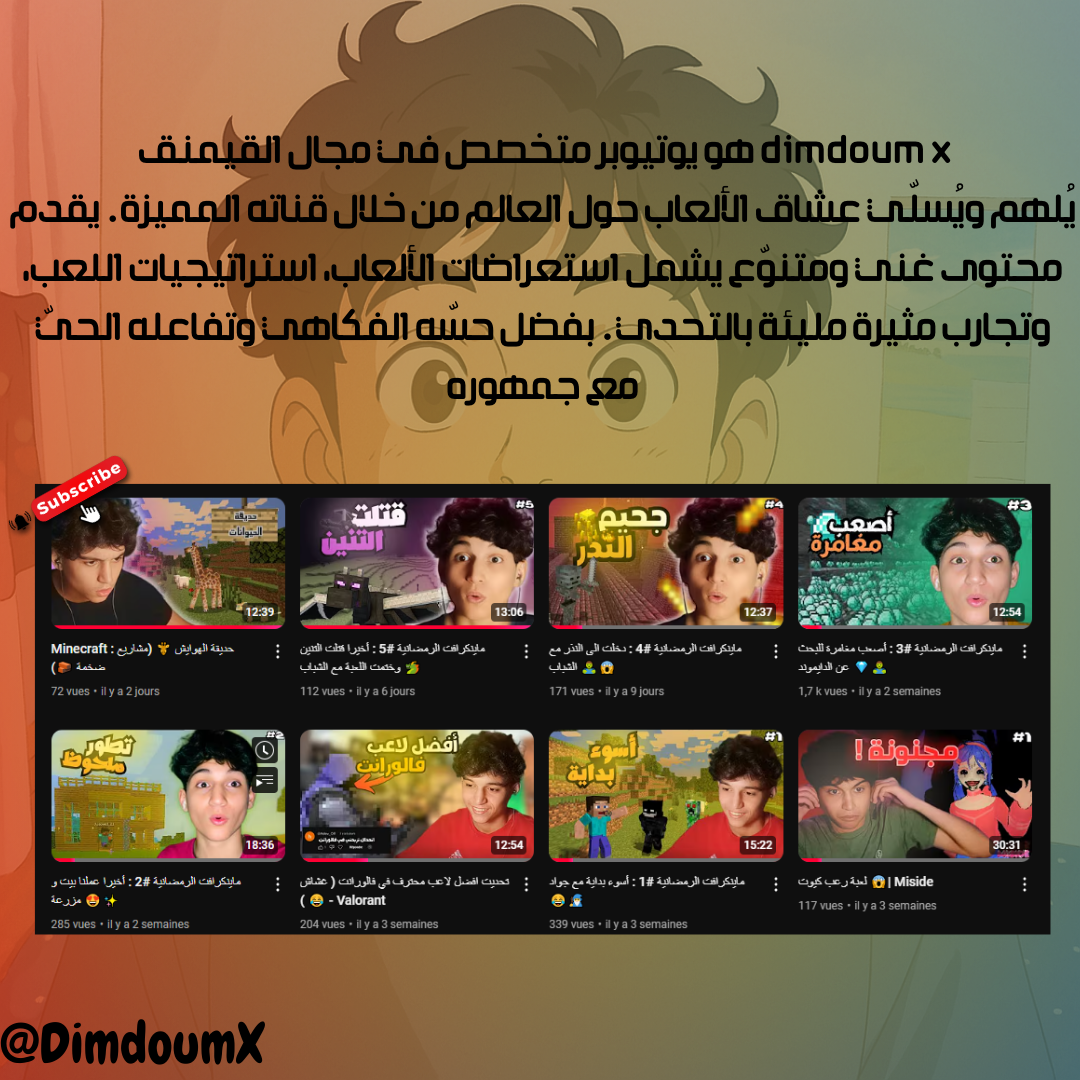 dimdoum x هو يوتيوبر متخصص في مجال القيمنق
يُلهم ويُسلّي عشاق الألعاب حول العالم من خلال قناته المميزة. يقدم
محتوى غني ومتنوّع يشمل استعراضات الألعاب، استراتيجيات اللعب،
وتجارب مثيرة مليئة بالتحدي. بفضل حسّه الفكاهي وتفاعله الحيّ
مع جمهوره
Subscribe
حديقة
الحيوانات
12:39
Minecraft : حديقة الهوايش 🦒 (مشاريع
ضخمة 🧱 )
72 vues • il y a 2 jours
#5
قتلت
التنين
13:06
ماينكرافت الرمضانية #5 : أخيرا قتلت التنين
وختمت اللعبة مع الشباب 🐲
112 vues • il y a 6 jours
#4
جحيم
النذر
12:37
ماينكرافت الرمضانية #4 : دخلت الى النذر مع
الشباب 🧟‍♂️ 😱
171 vues • il y a 9 jours
#3
أصعب
مغامرة
12:54
ماينكرافت الرمضانية #3 : أصعب مغامرة للبحث
عن الدايموند 💎 🧟‍♂️
1,7 k vues • il y a 2 semaines
#2
تطور
ملحوظ
18:36
ماينكرافت الرمضانية #2 : أخيرا عملنا بيت و
مزرعة 🤩 ✨
285 vues • il y a 2 semaines
أفضل لاعب
فالورانت
12:54
تحديت افضل لاعب محترف في فالورانت ( غشاش
😂 ) - Valorant
204 vues • il y a 3 semaines
#1
أسوء
بداية
15:22
ماينكرافت الرمضانية #1 : أسوء بداية مع جواد
😂 🧞‍♂️
339 vues • il y a 3 semaines
#1
مجنونة !
30:31
لعبة رعب كيوت 😱 | Miside
117 vues • il y a 3 semaines
@DimdoumX